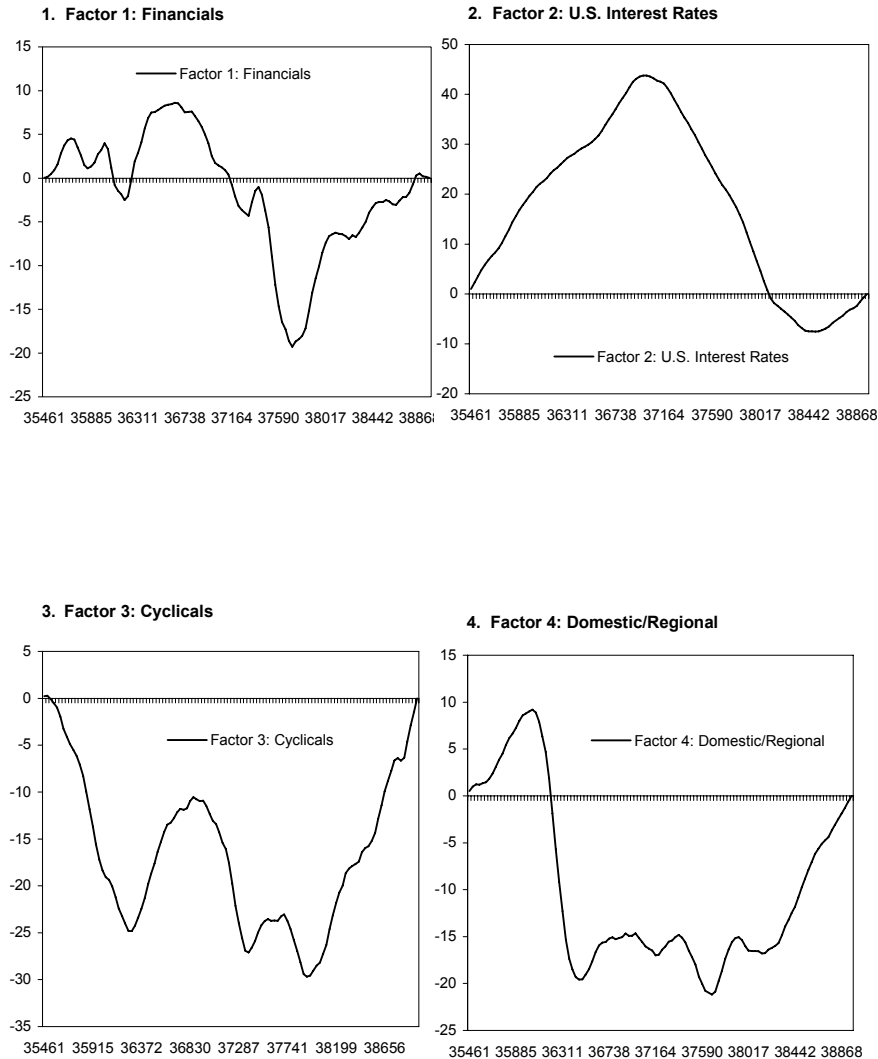 1. Factor 1: Financials
15
10
5
0
-5
-10
-15
-20
-25
Factor 1: Financials
35461 35885 36311 36738 37164 37590 38017 38442 3886
2. Factor 2: U.S. Interest Rates
50
40
30
20
10
0
-10
-20
Factor 2: U.S. Interest Rates
35461 35885 36311 36738 37164 37590 38017 38442 38868
3. Factor 3: Cyclicals
5
0
-5
-10
-15
-20
-25
-30
-35
Factor 3: Cyclicals
35461 35915 36372 36830 37287 37741 38199 38656
4. Factor 4: Domestic/Regional
15
10
5
0
-5
-10
-15
-20
-25
Factor 4: Domestic/Regional
35461 35885 36311 36738 37164 37590 38017 38442 38868